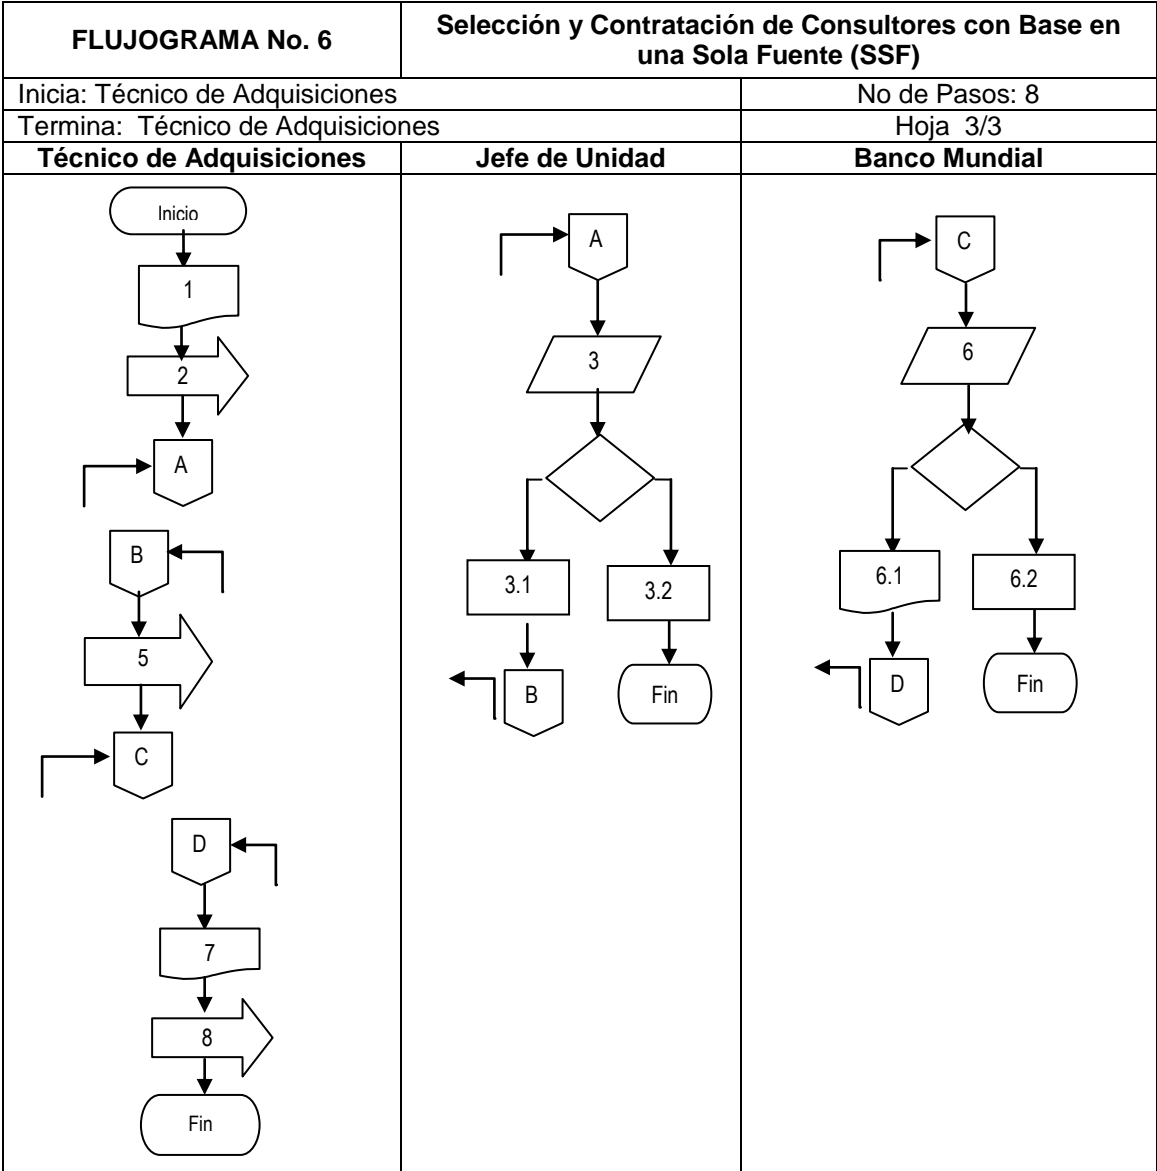 FLUJOGRAMA No. 6
Selección y Contratación de Consultores con Base en
una Sola Fuente (SSF)
Inicia: Técnico de Adquisiciones
No de Pasos: 8
Termina: Técnico de Adquisiciones
Hoja 3/3
Técnico de Adquisiciones
Jefe de Unidad
Banco Mundial
Inicio
1
2
A
B
5
C
D
7
8
Fin
A
3
3.1
3.2
B
Fin
C
6
6.1
6.2
D
Fin